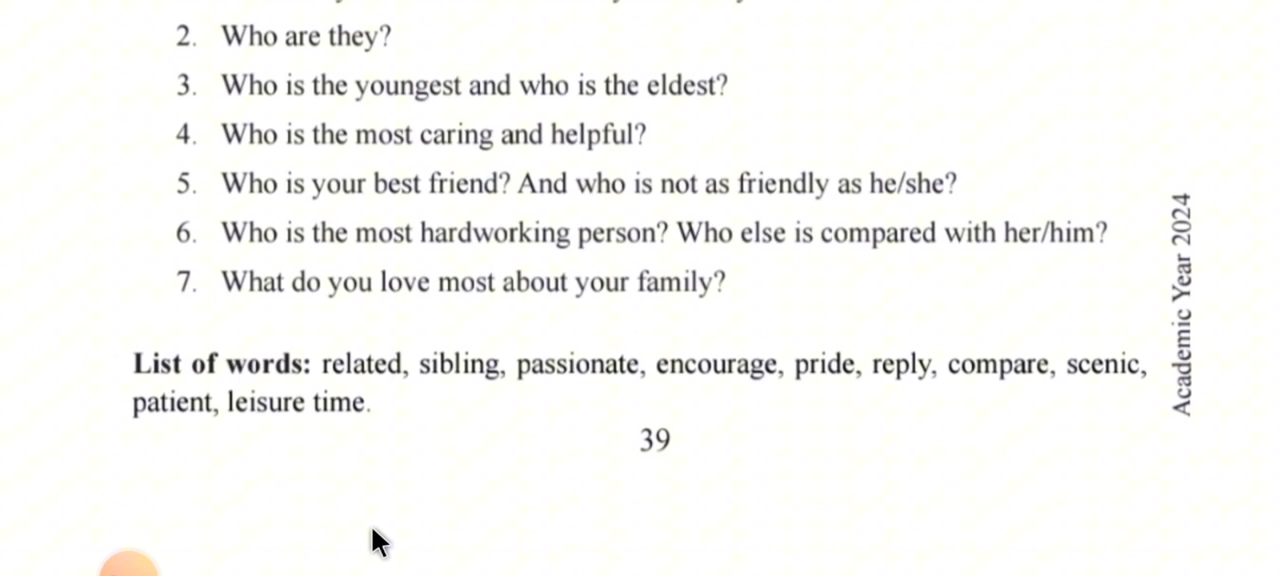 2. Who are they?
3. Who is the youngest and who is the eldest?
4. Who is the most caring and helpful?
5. Who is your best friend? And who is not as friendly as he/she?
6. Who is the most hardworking person? Who else is compared with her/him?
7. What do you love most about your family?
List of words: related, sibling, passionate, encourage, pride, reply, compare, scenic,
patient, leisure time.
39
Academic Year 2024